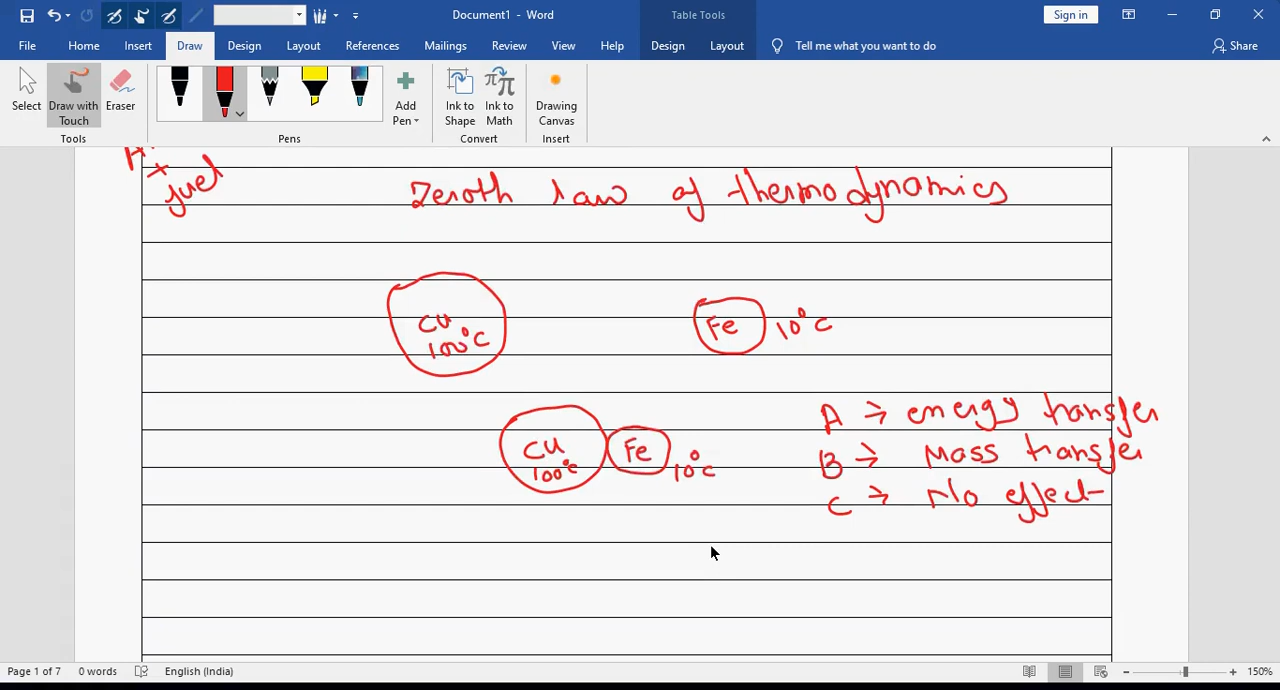 Document1 - Word
Table Tools
Sign in
File Home Insert Draw Design Layout References Mailings Review View Help Design Layout Tell me what you want to do Share
Select Draw with Touch Eraser Add Pen Ink to Shape Ink to Math Drawing Canvas
Tools Pens Convert Insert
+ fuel
Zeroth law of thermodynamics
Cu
100°C
Fe 10°C
Cu
100°C
Fe
10°C
A → energy transfer
B → Mass transfer
C → No effect
Page 1 of 7 0 words English (India) 150%